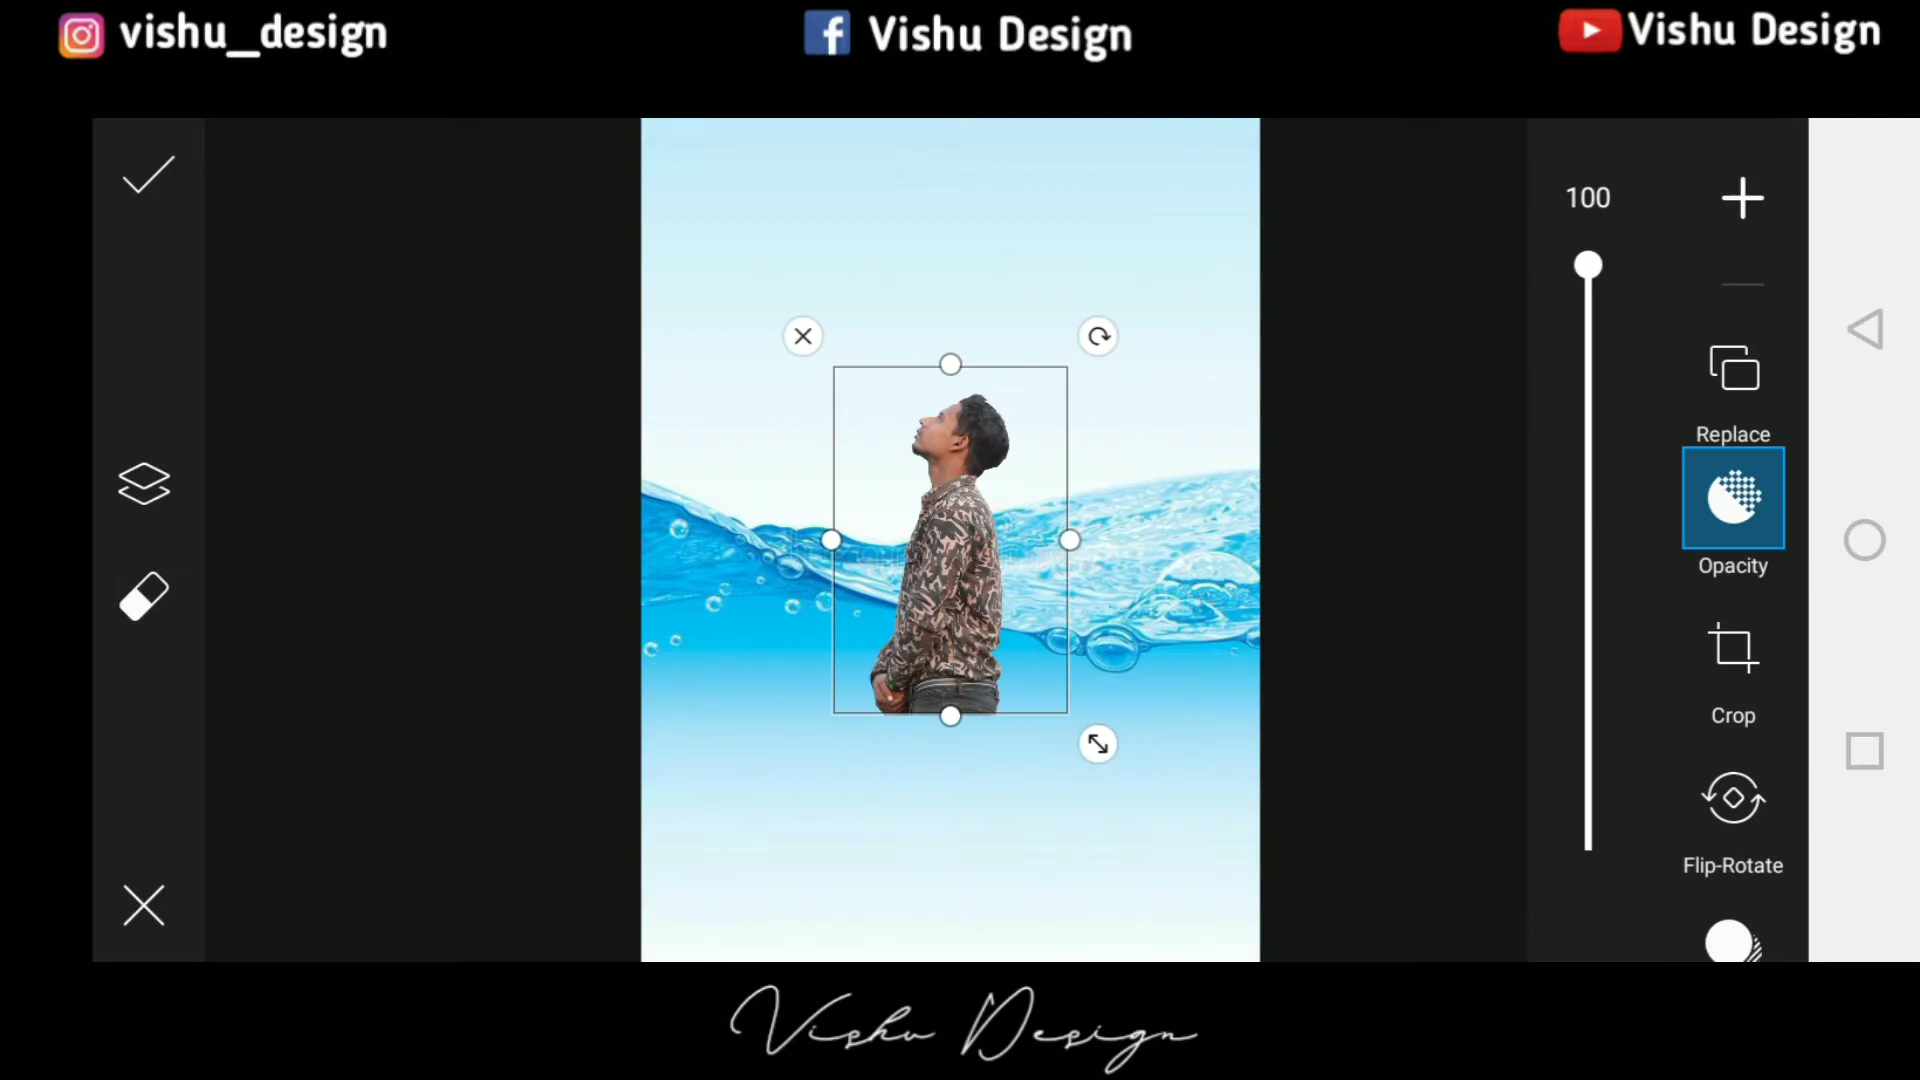 vishu_design
Vishu Design
Vishu Design
100
Replace
Opacity
Crop
Flip-Rotate
Vishu Design